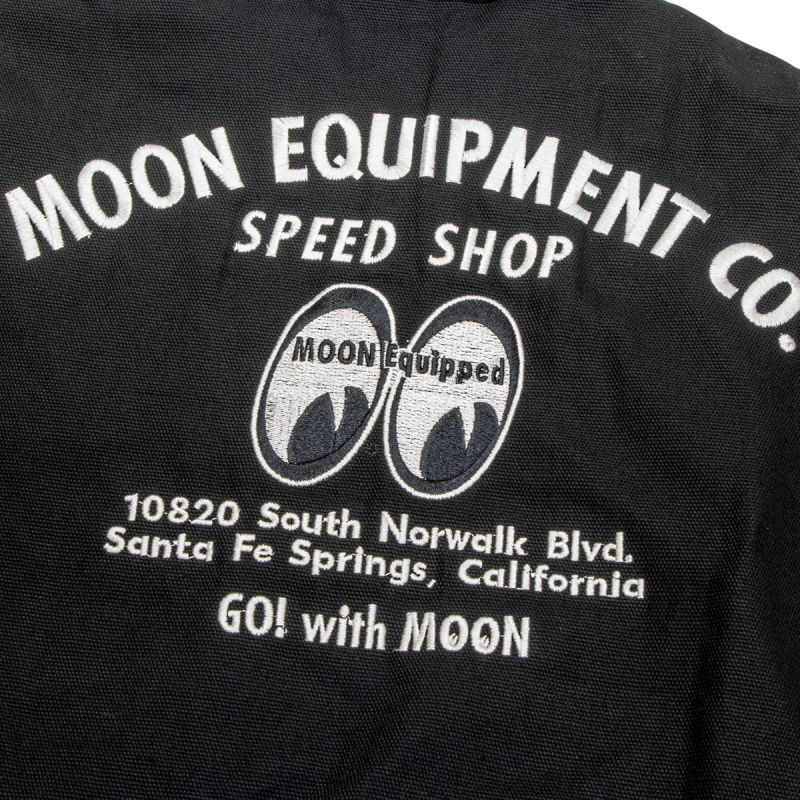 MOON EQUIPMENT CO.
SPEED SHOP
MOON Equipped
10820 South Norwalk Blvd.
Santa Fe Springs, California
GO! with MOON